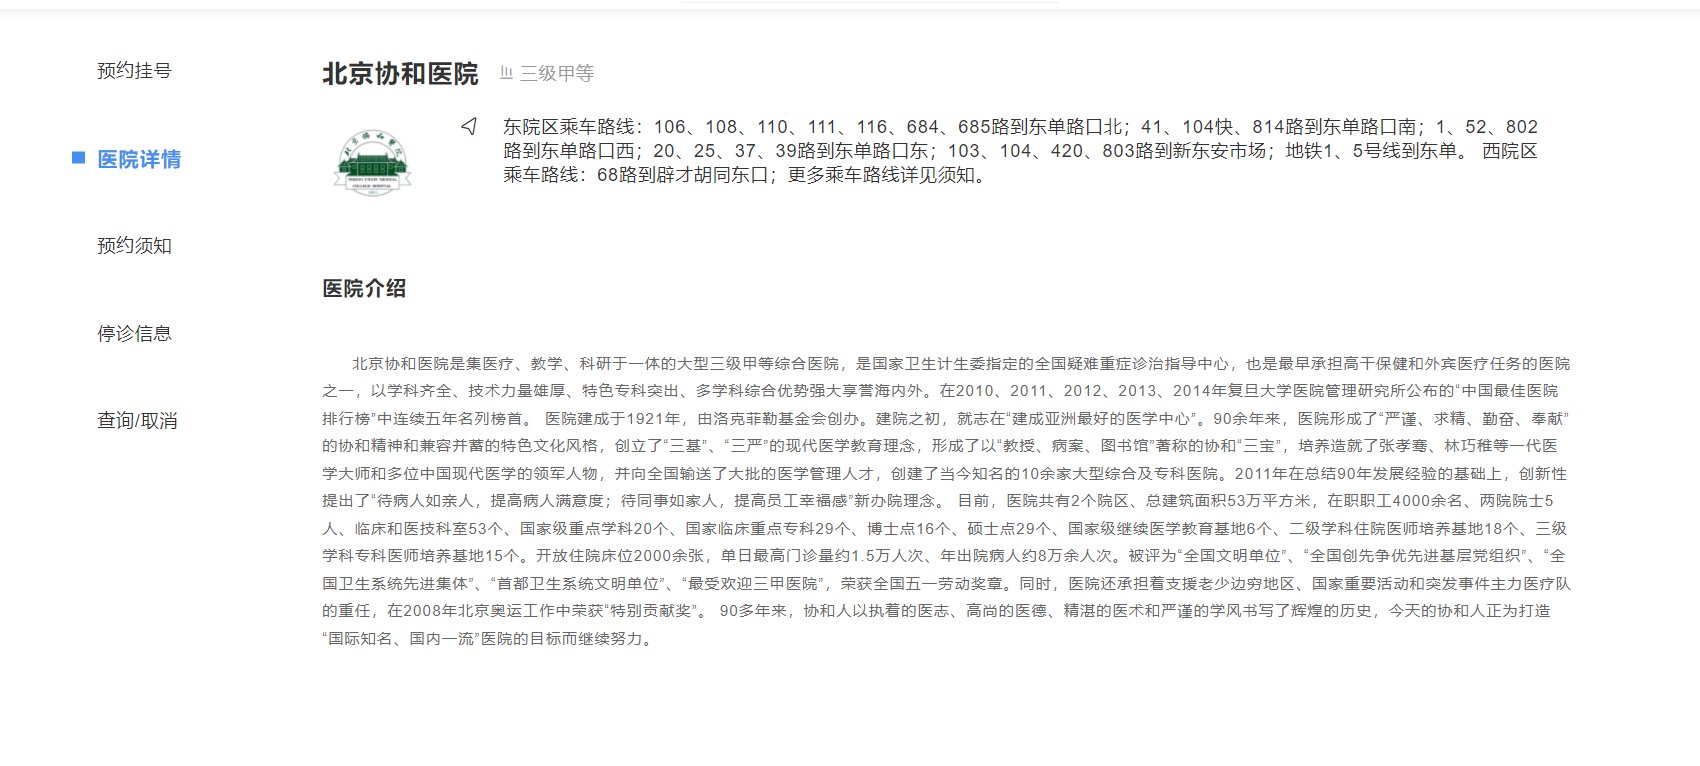 预约挂号
医院详情
预约须知
停诊信息
查询/取消
北京协和医院 三级甲等
北京协和医院
PEKING UNION MEDICAL
COLLEGE HOSPITAL
1921
东院区乘车路线：106、108、110、111、116、684、685路到东单路口北；41、104快、814路到东单路口南；1、52、802
路到东单路口西；20、25、37、39路到东单路口东；103、104、420、803路到新东安市场；地铁1、5号线到东单。 西院区
乘车路线：68路到辟才胡同东口；更多乘车路线详见须知。
医院介绍
北京协和医院是集医疗、教学、科研于一体的大型三级甲等综合医院，是国家卫生计生委指定的全国疑难重症诊治指导中心，也是最早承担高干保健和外宾医疗任务的医院
之一，以学科齐全、技术力量雄厚、特色专科突出、多学科综合优势强大享誉海内外。在2010、2011、2012、2013、2014年复旦大学医院管理研究所公布的“中国最佳医院
排行榜”中连续五年名列榜首。 医院建成于1921年，由洛克菲勒基金会创办。建院之初，就志在“建成亚洲最好的医学中心”。90余年来，医院形成了“严谨、求精、勤奋、奉献”
的协和精神和兼容并蓄的特色文化风格，创立了“三基”、“三严”的现代医学教育理念，形成了以“教授、病案、图书馆”著称的协和“三宝”，培养造就了张孝骞、林巧稚等一代医
学大师和多位中国现代医学的领军人物，并向全国输送了大批的医学管理人才，创建了当今知名的10余家大型综合及专科医院。2011年在总结90年发展经验的基础上，创新性
提出了“待病人如亲人，提高病人满意度；待同事如家人，提高员工幸福感”新办院理念。 目前，医院共有2个院区、总建筑面积53万平方米，在职职工4000余名、两院院士5
人、临床和医技科室53个、国家级重点学科20个、国家临床重点专科29个、博士点16个、硕士点29个、国家级继续医学教育基地6个、二级学科住院医师培养基地18个、三级
学科专科医师培养基地15个。开放住院床位2000余张，单日最高门诊量约1.5万人次、年出院病人约8万余人次。被评为“全国文明单位”、“全国创先争优先进基层党组织”、“全
国卫生系统先进集体”、“首都卫生系统文明单位”、“最受欢迎三甲医院”，荣获全国五一劳动奖章。同时，医院还承担着支援老少边穷地区、国家重要活动和突发事件主力医疗队
的重任，在2008年北京奥运工作中荣获“特别贡献奖”。 90多年来，协和人以执着的医志、高尚的医德、精湛的医术和严谨的学风书写了辉煌的历史，今天的协和人正为打造
“国际知名、国内一流”医院的目标而继续努力。